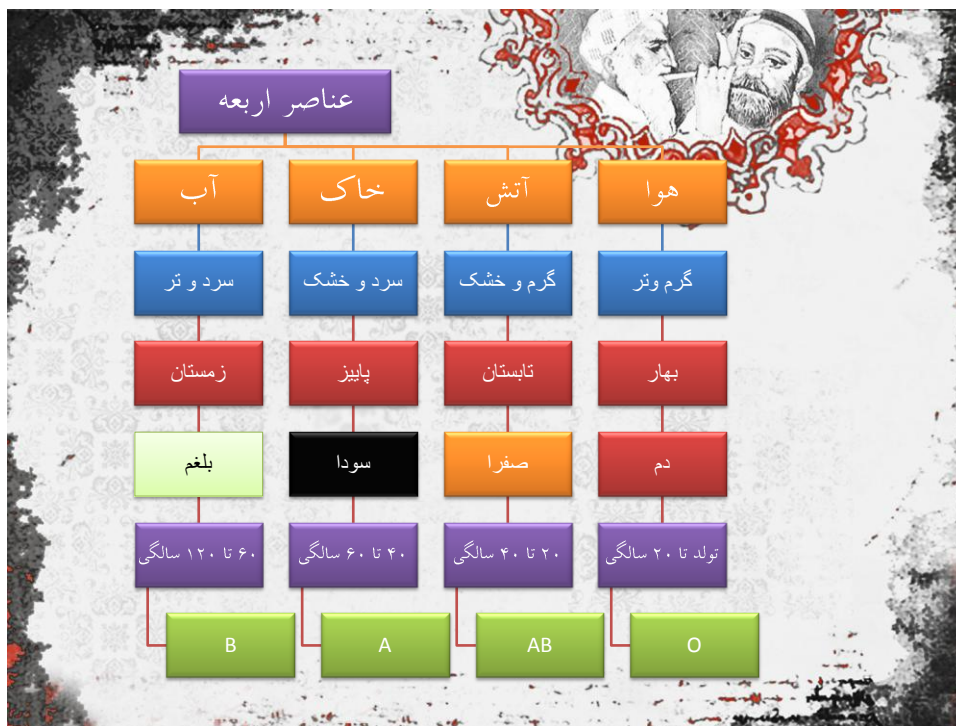 عناصر اربعه
هوا
آتش
خاک
آب
گرم وتر
گرم و خشک
سرد و خشک
سرد و تر
بهار
تابستان
پاییز
زمستان
دم
صفرا
سودا
بلغم
تولد تا ۲۰ سالگی
۲۰ تا ۴۰ سالگی
۴۰ تا ۶۰ سالگی
۶۰ تا ۱۲۰ سالگی
O
AB
A
B